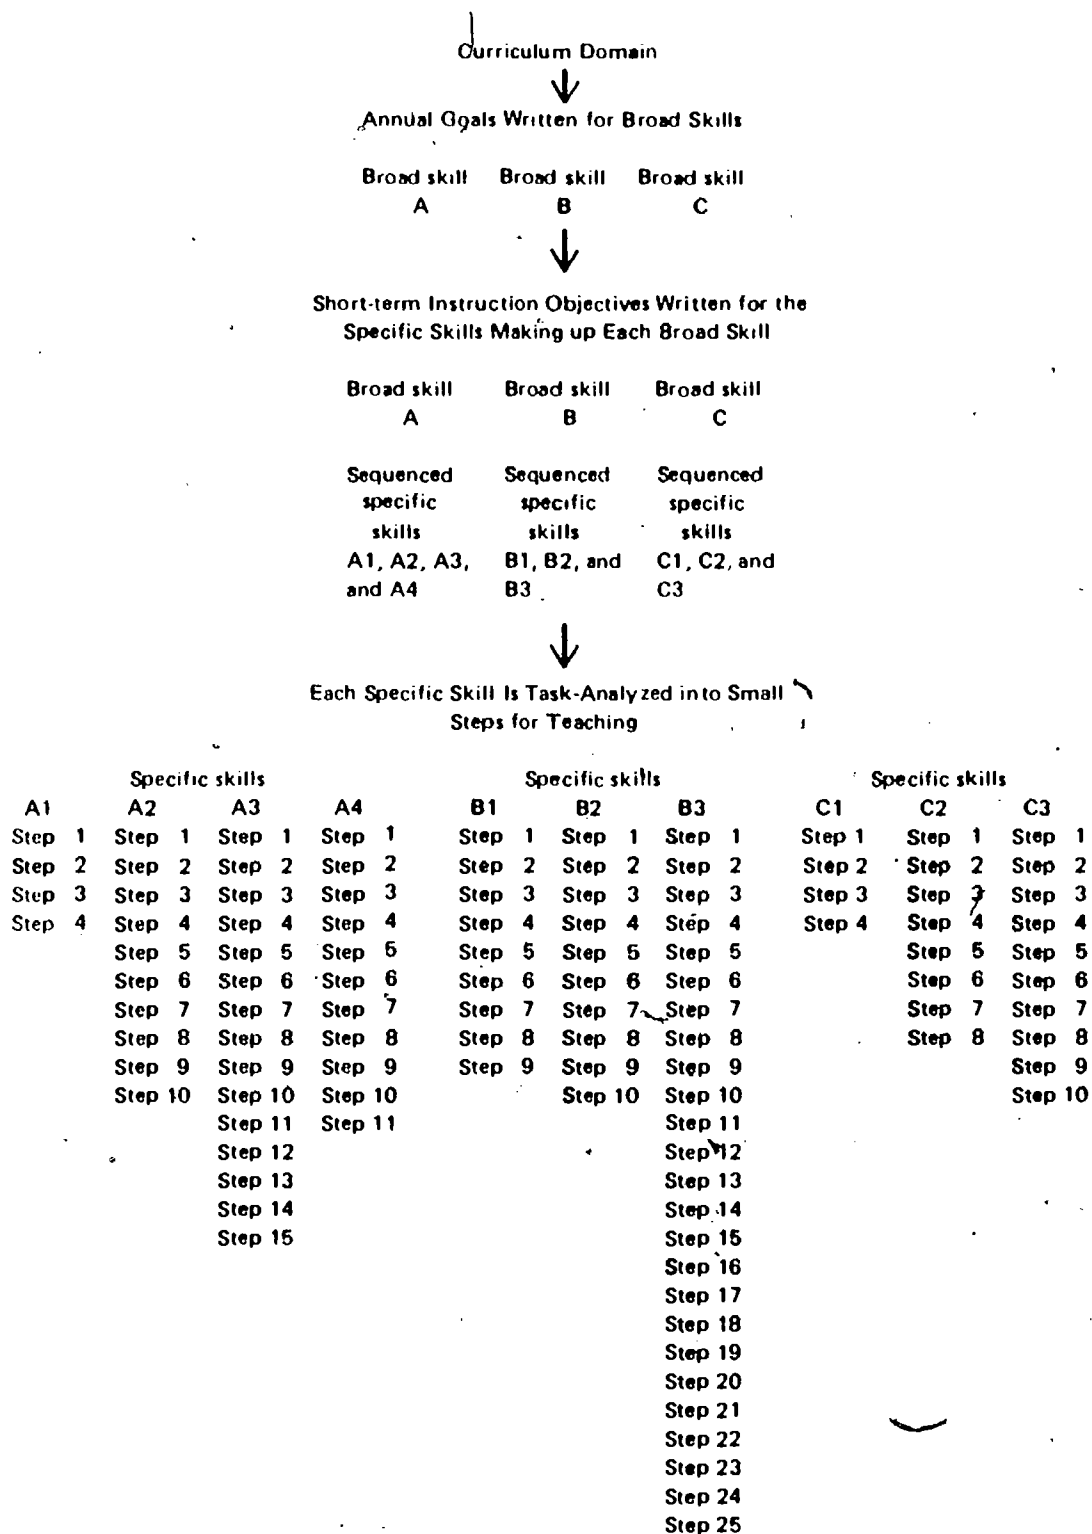 Curriculum Domain
Annual Goals Written for Broad Skills
Broad skill Broad skill Broad skill
A B C
Short-term Instruction Objectives Written for the
Specific Skills Making up Each Broad Skill
Broad skill Broad skill Broad skill
A B C
Sequenced Sequenced Sequenced
specific specific specific
skills skills skills
A1, A2, A3, B1, B2, and C1, C2, and
and A4 B3 C3
Each Specific Skill Is Task-Analyzed in to Small
Steps for Teaching
Specific skills Specific skills Specific skills
A1 A2 A3 A4 B1 B2 B3 C1 C2 C3
Step 1 Step 1 Step 1 Step 1 Step 1 Step 1 Step 1 Step 1 Step 1 Step 1
Step 2 Step 2 Step 2 Step 2 Step 2 Step 2 Step 2 Step 2 Step 2 Step 2
Step 3 Step 3 Step 3 Step 3 Step 3 Step 3 Step 3 Step 3 Step 3 Step 3
Step 4 Step 4 Step 4 Step 4 Step 4 Step 4 Step 4 Step 4 Step 4 Step 4
Step 5 Step 5 Step 5 Step 5 Step 5 Step 5 Step 5 Step 5
Step 6 Step 6 Step 6 Step 6 Step 6 Step 6 Step 6 Step 6
Step 7 Step 7 Step 7 Step 7 Step 7 Step 7 Step 7 Step 7
Step 8 Step 8 Step 8 Step 8 Step 8 Step 8 Step 8 Step 8
Step 9 Step 9 Step 9 Step 9 Step 9 Step 9 Step 9
Step 10 Step 10 Step 10 Step 10 Step 10 Step 10
Step 11 Step 11 Step 11
Step 12 Step 12
Step 13 Step 13
Step 14 Step 14
Step 15 Step 15
Step 16
Step 17
Step 18
Step 19
Step 20
Step 21
Step 22
Step 23
Step 24
Step 25